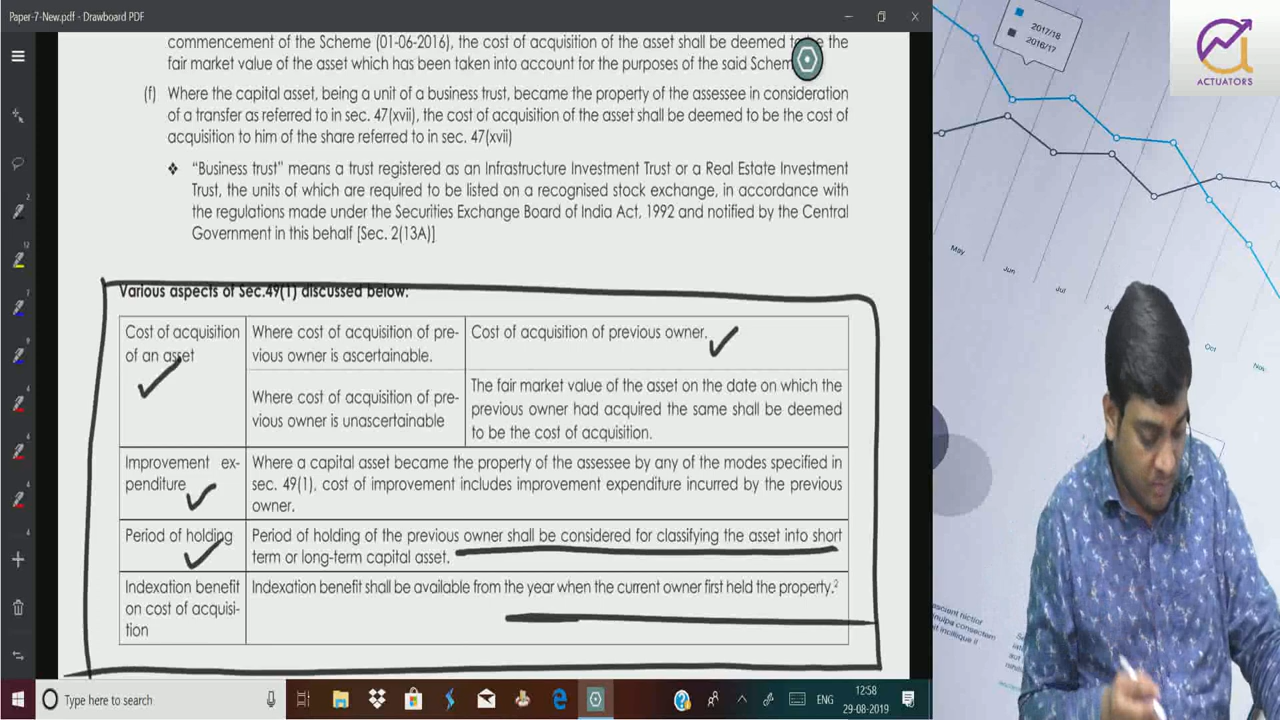 Paper-7-New.pdf - Drawboard PDF
commencement of the Scheme (01-06-2016), the cost of acquisition of the asset shall be deemed to be the
fair market value of the asset which has been taken into account for the purposes of the said Schem
(f) Where the capital asset, being a unit of a business trust, became the property of the assessee in consideration
of a transfer as referred to in sec. 47(xvii), the cost of acquisition of the asset shall be deemed to be the cost of
acquisition to him of the share referred to in sec. 47(xvii)
❖ “Business trust” means a trust registered as an Infrastructure Investment Trust or a Real Estate Investment
Trust, the units of which are required to be listed on a recognised stock exchange, in accordance with
the regulations made under the Securities Exchange Board of India Act, 1992 and notified by the Central
Government in this behalf [Sec. 2(13A)]
Various aspects of Sec.49(1) discussed below:
Cost of acquisition
of an asset
Where cost of acquisition of pre-
vious owner is ascertainable.
Cost of acquisition of previous owner.
Where cost of acquisition of pre-
vious owner is unascertainable
The fair market value of the asset on the date on which the
previous owner had acquired the same shall be deemed
to be the cost of acquisition.
Improvement ex-
penditure
Where a capital asset became the property of the assessee by any of the modes specified in
sec. 49(1), cost of improvement includes improvement expenditure incurred by the previous
owner.
Period of holding
Period of holding of the previous owner shall be considered for classifying the asset into short
term or long-term capital asset.
Indexation benefit
on cost of acquisi-
tion
Indexation benefit shall be available from the year when the current owner first held the property.2
Type here to search
ENG
12:58
29-08-2019
2017/18
2016/17
May
Jun
Jul
Oct
Nov
ACTUATORS